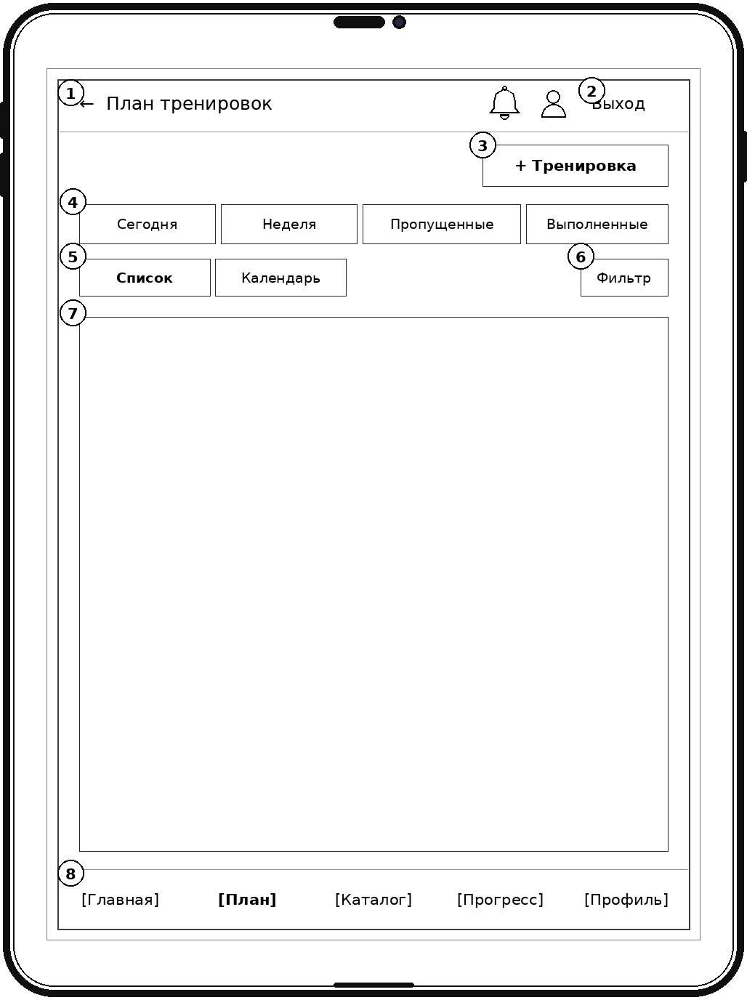 1 ← План тренировок 2 Выход
3 + Тренировка
4 Сегодня Неделя Пропущенные Выполненные
5 Список Календарь 6 Фильтр
7
8
[Главная] [План] [Каталог] [Прогресс] [Профиль]